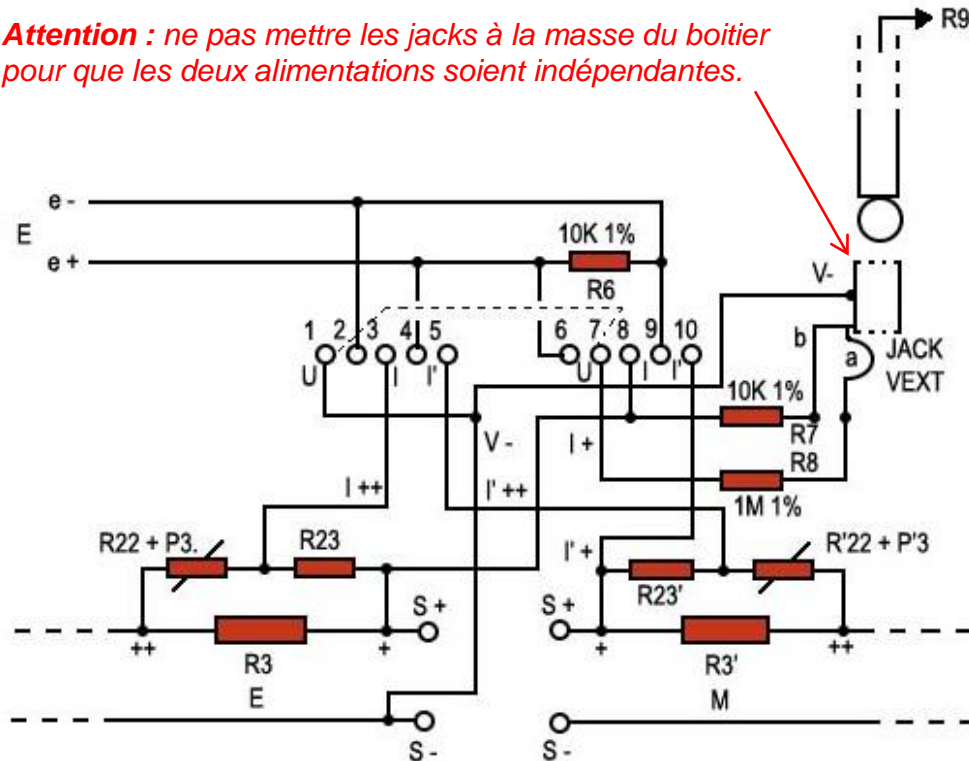 Attention : ne pas mettre les jacks à la masse du boitier
pour que les deux alimentations soient indépendantes.
R9
e -
E
e +
10K 1%
R6
V-
1 2 3 4 5
6 7 8 9 10
U I I'
U I I'
b
a
JACK
VEXT
10K 1%
R7
V -
I +
R8
1M 1%
I ++
I' ++
R22 + P3.
R23
I' +
R'22 + P'3
R23'
S +
S +
++
+
+
++
R3
R3'
E
M
S -
S -